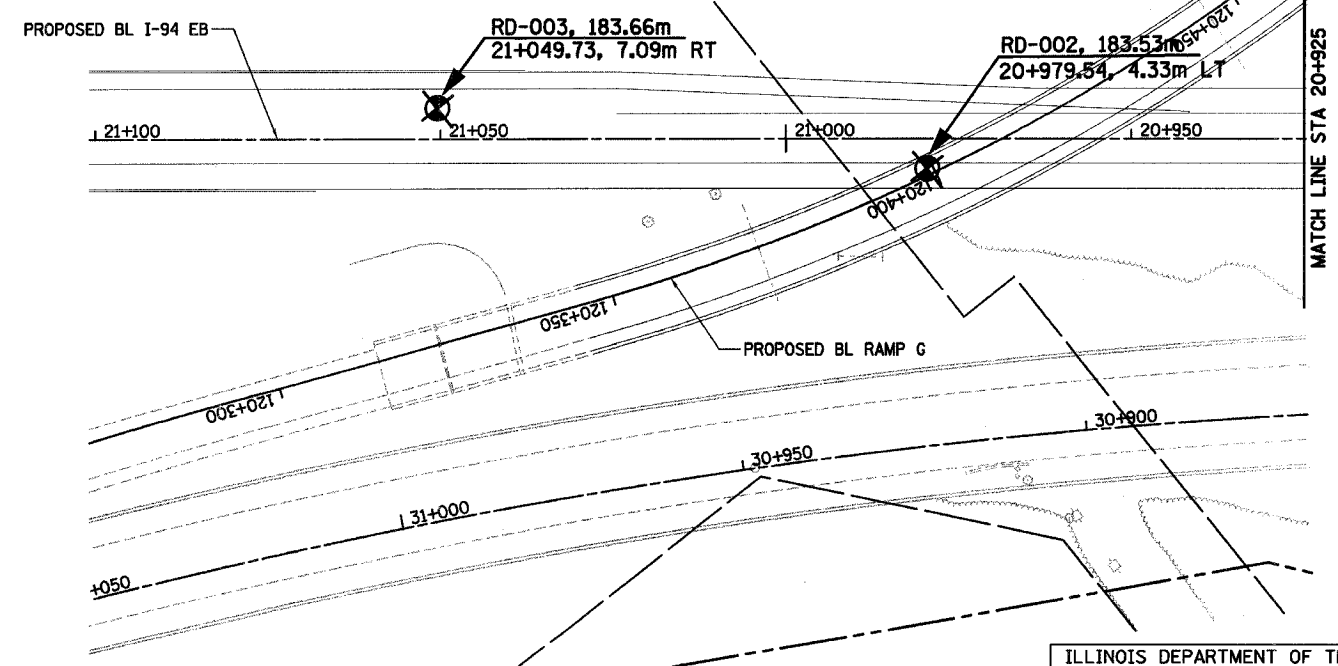 PROPOSED BL I-94 EB
RD-003, 183.66m
21+049.73, 7.09m RT
RD-002, 183.53m
20+979.54, 4.33m LT
120+450
MATCH LINE STA 20+925
21+100
21+050
21+000
20+950
120+400
120+350
PROPOSED BL RAMP G
120+300
30+900
30+950
31+000
+050
ILLINOIS DEPARTMENT OF